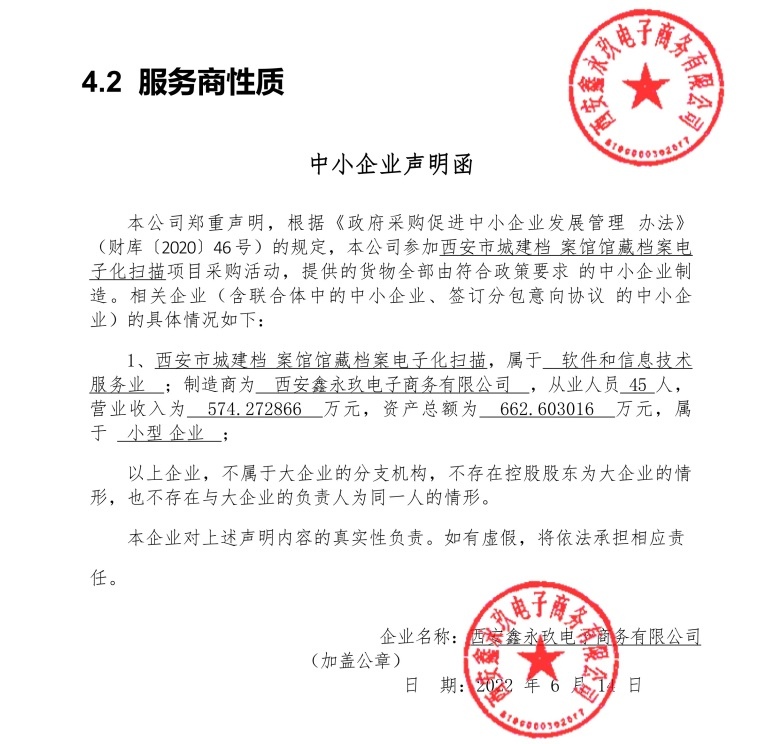 西安鑫永玖电子商务有限公司
4.2 服务商性质
中小企业声明函
本公司郑重声明，根据《政府采购促进中小企业发展管理 办法》
（财库〔2020〕46号）的规定，本公司参加西安市城建档 案馆馆藏档案电
子化扫描项目采购活动，提供的货物全部由符合政策要求 的中小企业制
造。相关企业（含联合体中的中小企业、签订分包意向协议 的中小企
业）的具体情况如下：
1、西安市城建档 案馆馆藏档案电子化扫描，属于 软件和信息技术
服务业 ；制造商为 西安鑫永玖电子商务有限公司 ，从业人员 45 人，
营业收入为 574.272866 万元，资产总额为 662.603016 万元，属
于 小型 企业 ；
以上企业，不属于大企业的分支机构，不存在控股股东为大企业的情
形，也不存在与大企业的负责人为同一人的情形。
本企业对上述声明内容的真实性负责。如有虚假，将依法承担相应责
任。
企业名称：西安鑫永玖电子商务有限公司
（加盖公章）
日 期：2022 年 6 月 14 日
西安鑫永玖电子商务有限公司